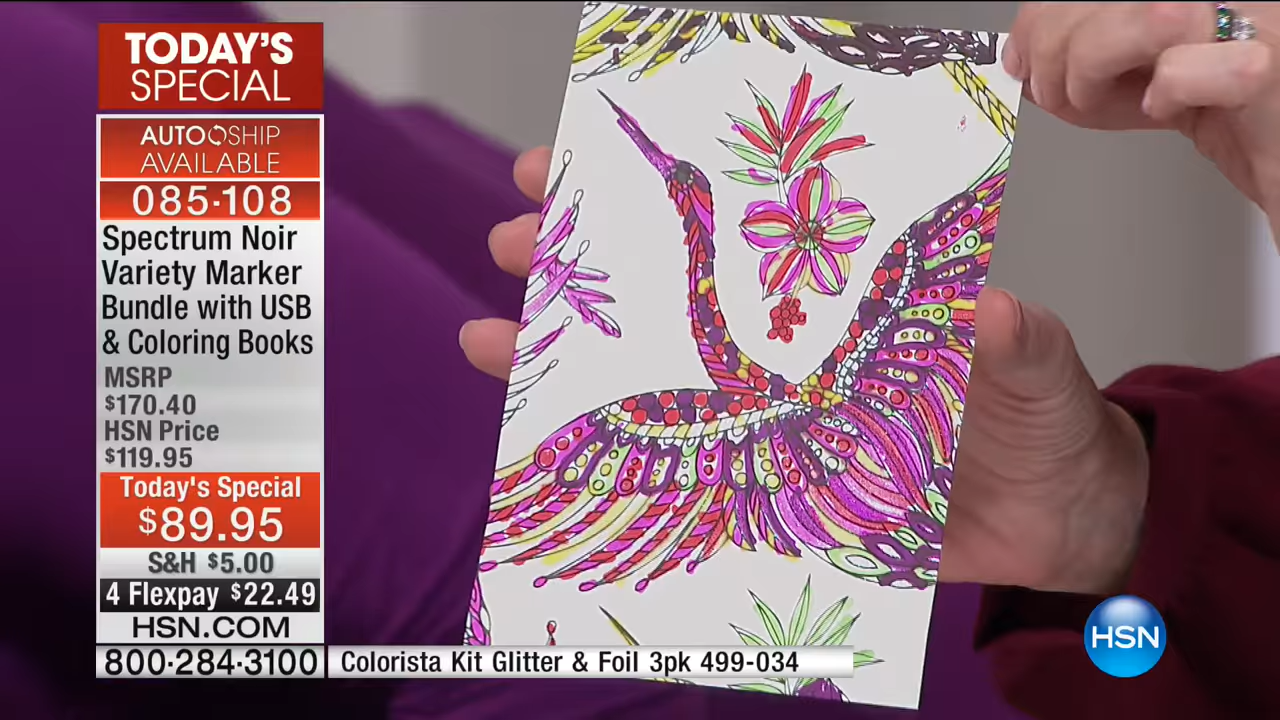 TODAY'S
SPECIAL
AUTO SHIP
AVAILABLE
085·108
Spectrum Noir
Variety Marker
Bundle with USB
& Coloring Books
MSRP
$170.40
HSN Price
$119.95
Today's Special
$89.95
S&H $5.00
4 Flexpay $22.49
HSN.COM
800·284·3100
Colorista Kit Glitter & Foil 3pk 499-034
HSN